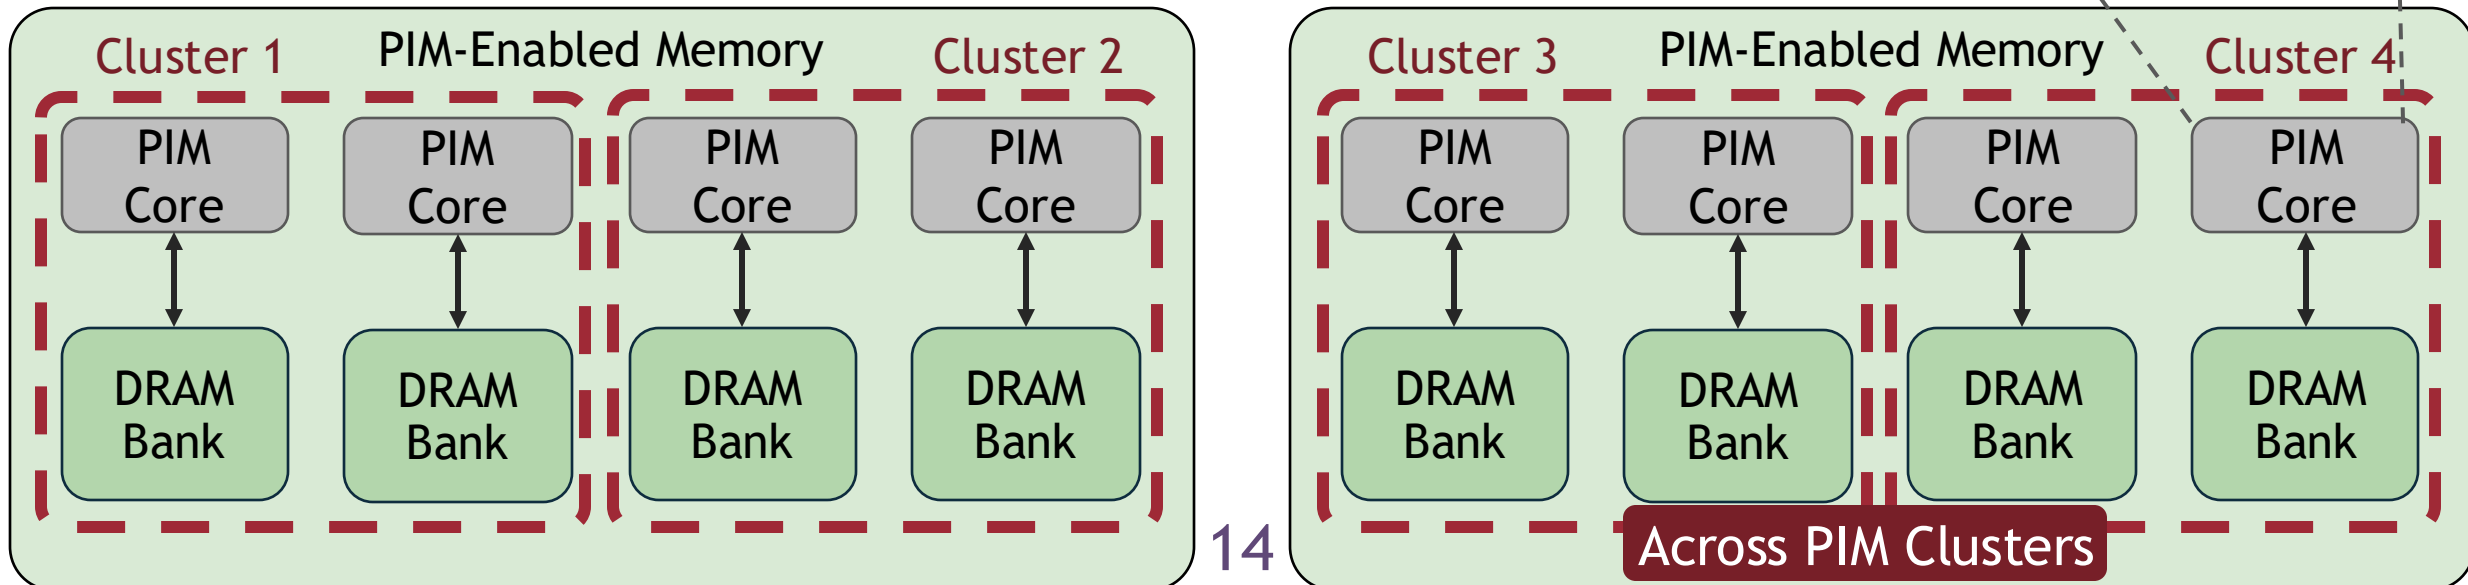 Cluster 1
PIM-Enabled Memory
Cluster 2
PIM
Core
PIM
Core
PIM
Core
PIM
Core
DRAM
Bank
DRAM
Bank
DRAM
Bank
DRAM
Bank
14
Cluster 3
PIM-Enabled Memory
Cluster 4
PIM
Core
PIM
Core
PIM
Core
PIM
Core
DRAM
Bank
DRAM
Bank
DRAM
Bank
DRAM
Bank
Across PIM Clusters